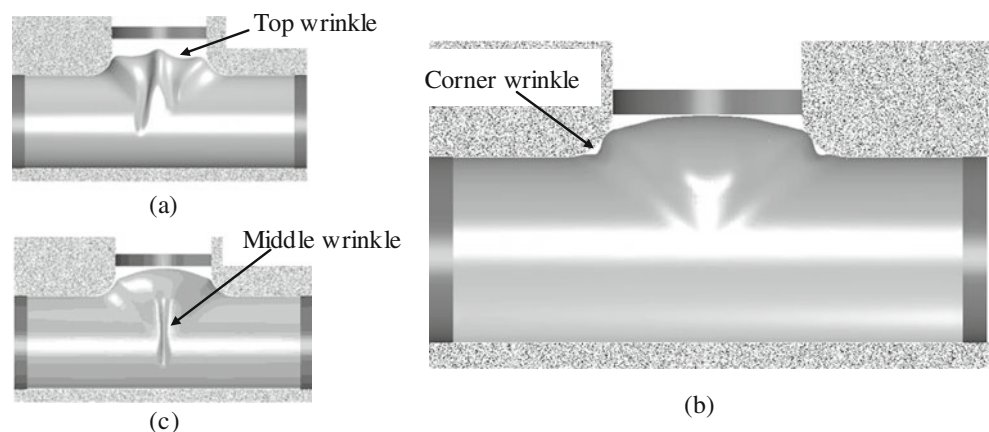 Top wrinkle
(a)
Corner wrinkle
Middle wrinkle
(c)
(b)